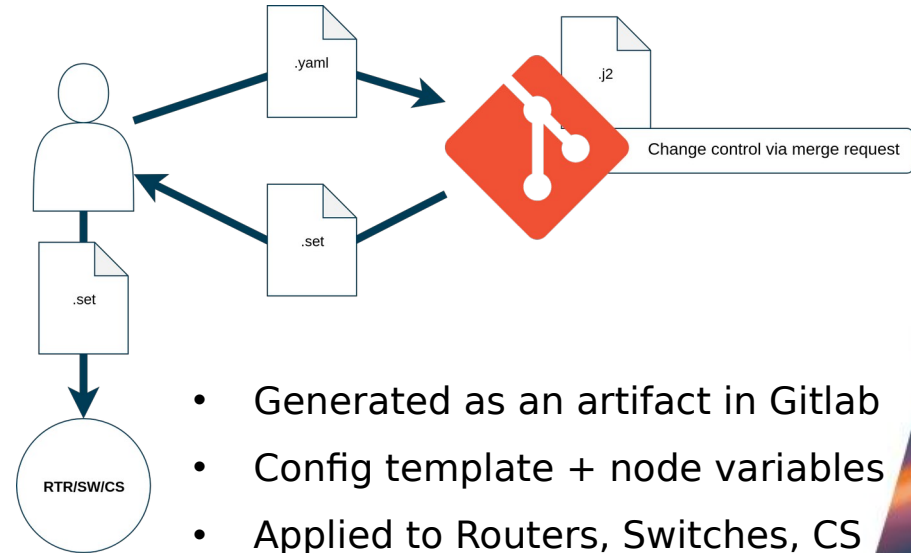 .yaml
.j2
Change control via merge request
.set
.set
RTR/SW/CS
• Generated as an artifact in Gitlab
• Config template + node variables
• Applied to Routers, Switches, CS